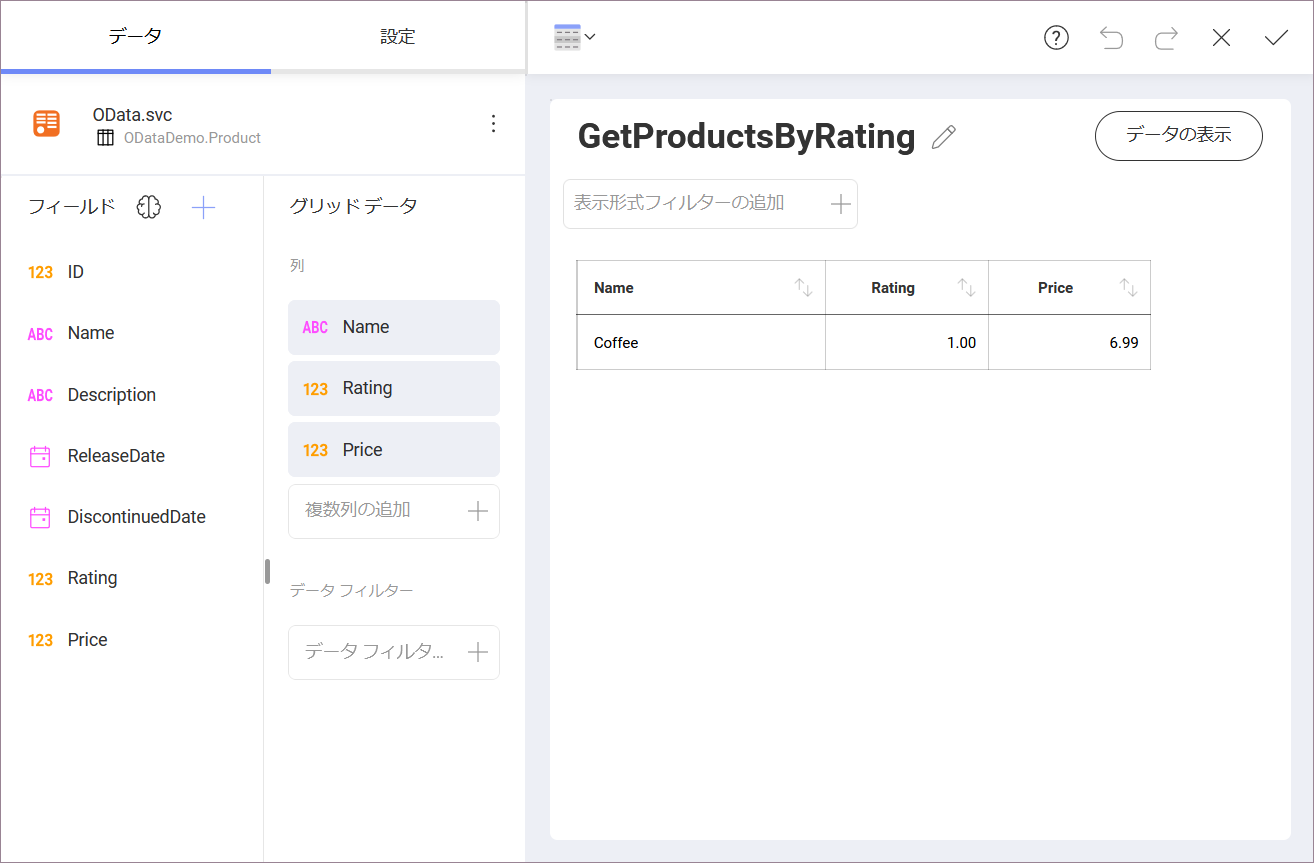 データ
設定
OData.svc
ODataDemo.Product
フィールド
123 ID
ABC Name
ABC Description
ReleaseDate
DiscontinuedDate
123 Rating
123 Price
グリッド データ
列
ABC Name
123 Rating
123 Price
複数列の追加
データ フィルター
データ フィルタ...
?
GetProductsByRating
データの表示
表示形式フィルターの追加
Name Rating Price
Coffee 1.00 6.99